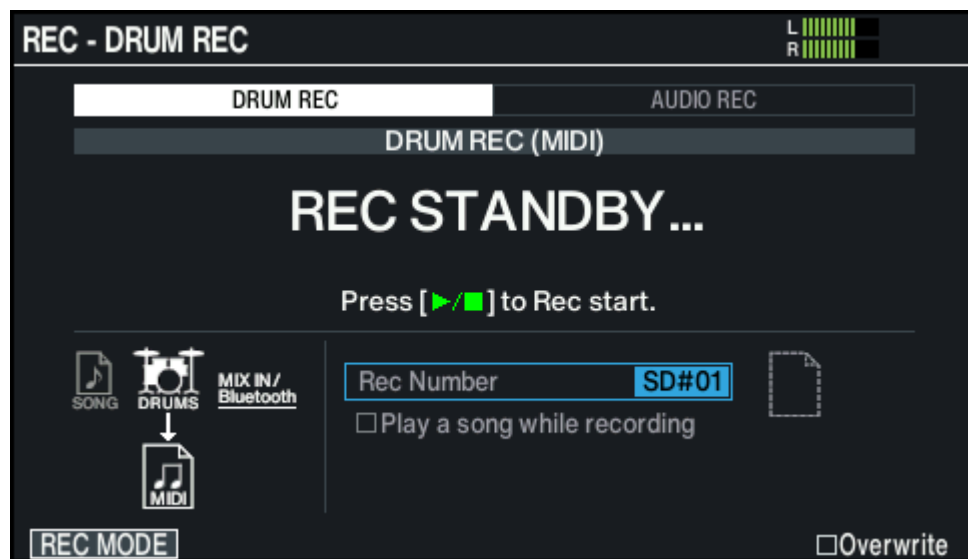 REC - DRUM REC
L
R
DRUM REC
AUDIO REC
DRUM REC (MIDI)
REC STANDBY...
Press [▶/■] to Rec start.
SONG
DRUMS
MIX IN/
Bluetooth
MIDI
Rec Number SD#01
□Play a song while recording
REC MODE
□Overwrite